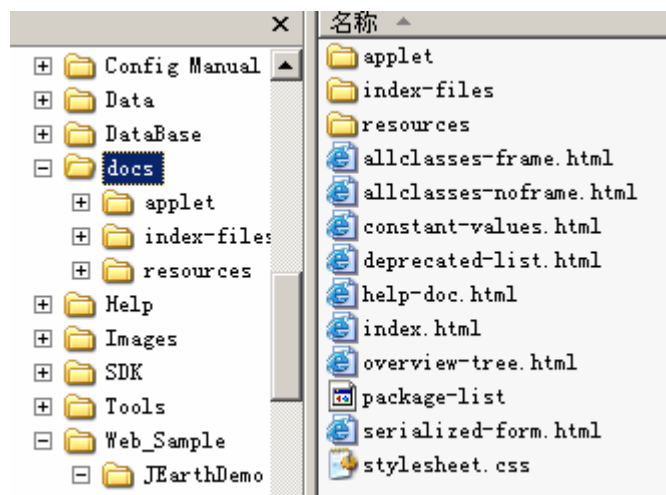 Config Manual
Data
DataBase
docs
applet
index-files
resources
Help
Images
SDK
Tools
Web_Sample
JEarthDemo
名称
applet
index-files
resources
allclasses-frame.html
allclasses-noframe.html
constant-values.html
deprecated-list.html
help-doc.html
index.html
overview-tree.html
package-list
serialized-form.html
stylesheet.css